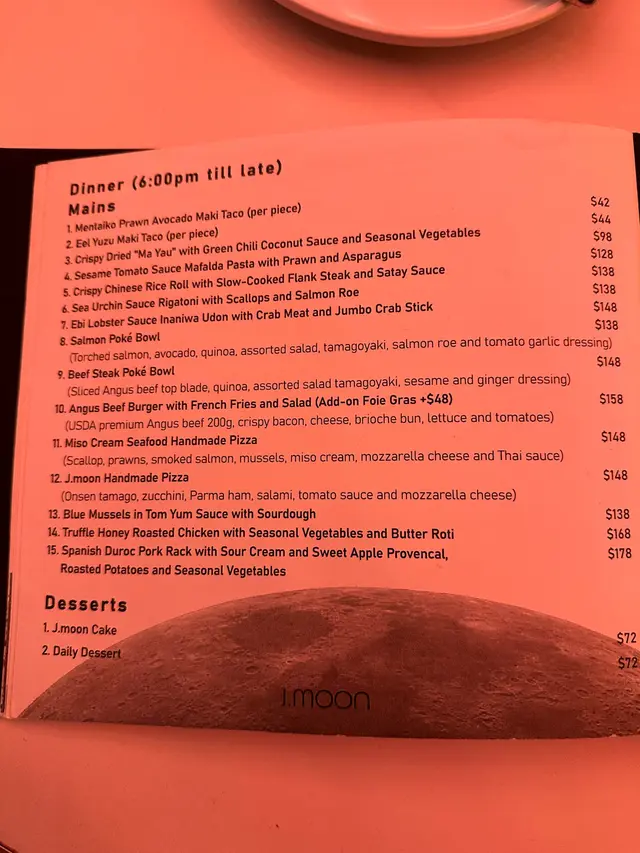 Dinner (6:00pm till late)
Mains
1. Mentaiko Prawn Avocado Maki Taco (per piece) $42
2. Eel Yuzu Maki Taco (per piece) $44
3. Crispy Dried "Ma Yau" with Green Chili Coconut Sauce and Seasonal Vegetables $98
4. Sesame Tomato Sauce Mafalda Pasta with Prawn and Asparagus $128
5. Crispy Chinese Rice Roll with Slow-Cooked Flank Steak and Satay Sauce $138
6. Sea Urchin Sauce Rigatoni with Scallops and Salmon Roe $138
7. Ebi Lobster Sauce Inaniwa Udon with Crab Meat and Jumbo Crab Stick $148
8. Salmon Poké Bowl $138
(Torched salmon, avocado, quinoa, assorted salad, tamagoyaki, salmon roe and tomato garlic dressing)
9. Beef Steak Poké Bowl $148
(Sliced Angus beef top blade, quinoa, assorted salad tamagoyaki, sesame and ginger dressing)
10. Angus Beef Burger with French Fries and Salad (Add-on Foie Gras +$48) $158
(USDA premium Angus beef 200g, crispy bacon, cheese, brioche bun, lettuce and tomatoes)
11. Miso Cream Seafood Handmade Pizza $148
(Scallop, prawns, smoked salmon, mussels, miso cream, mozzarella cheese and Thai sauce)
12. J.moon Handmade Pizza $148
(Onsen tamago, zucchini, Parma ham, salami, tomato sauce and mozzarella cheese)
13. Blue Mussels in Tom Yum Sauce with Sourdough $138
14. Truffle Honey Roasted Chicken with Seasonal Vegetables and Butter Roti $168
15. Spanish Duroc Pork Rack with Sour Cream and Sweet Apple Provencal, $178
Roasted Potatoes and Seasonal Vegetables
Desserts
1. J.moon Cake $72
2. Daily Dessert $72
J.moon